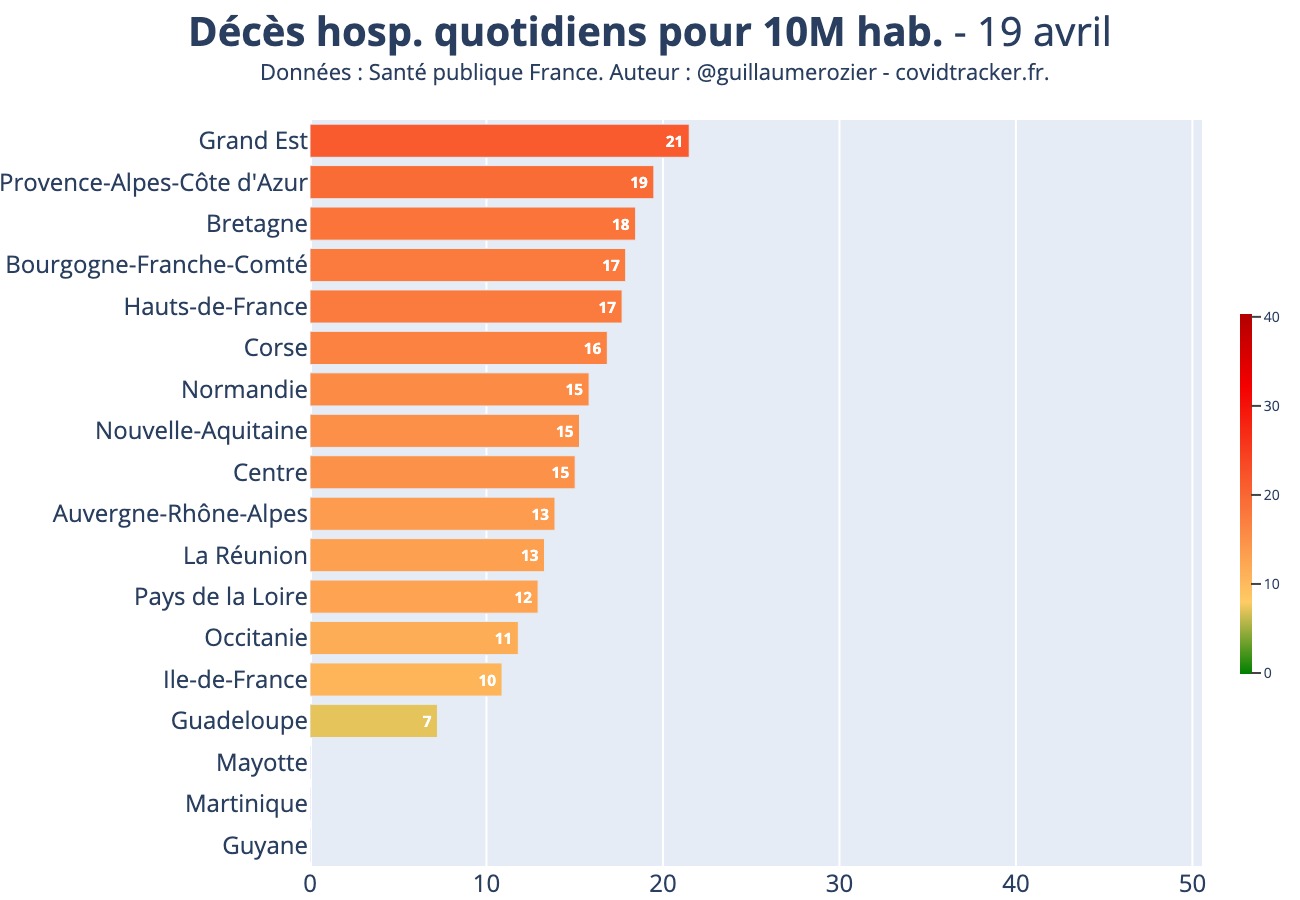 Décès hosp. quotidiens pour 10M hab. - 19 avril
Données : Santé publique France. Auteur : @guillaumerozier - covidtracker.fr.
Grand Est 21
Provence-Alpes-Côte d'Azur 19
Bretagne 18
Bourgogne-Franche-Comté 17
Hauts-de-France 17
Corse 16
Normandie 15
Nouvelle-Aquitaine 15
Centre 15
Auvergne-Rhône-Alpes 13
La Réunion 13
Pays de la Loire 12
Occitanie 11
Ile-de-France 10
Guadeloupe 7
Mayotte
Martinique
Guyane
0 10 20 30 40 50
40
30
20
10
0